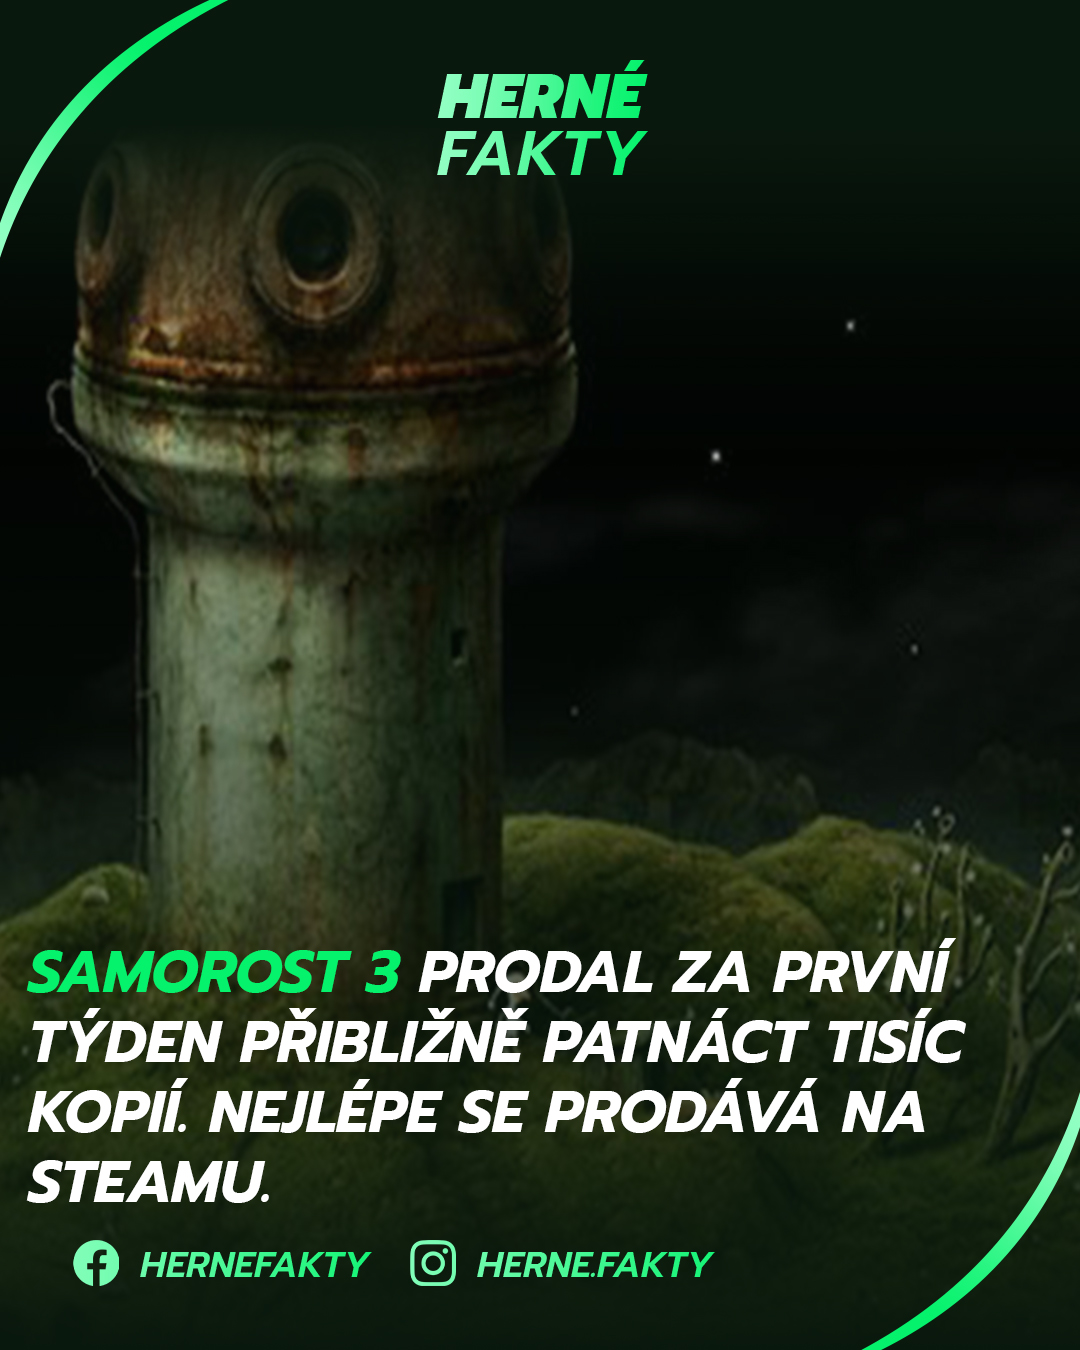 HERNÉ
FAKTY
SAMOROST 3 PRODAL ZA PRVNÍ
TÝDEN PŘIBLIŽNĚ PATNÁCT TISÍC
KOPIÍ. NEJLÉPE SE PRODÁVÁ NA
STEAMU.
HERNEFAKTY HERNE.FAKTY